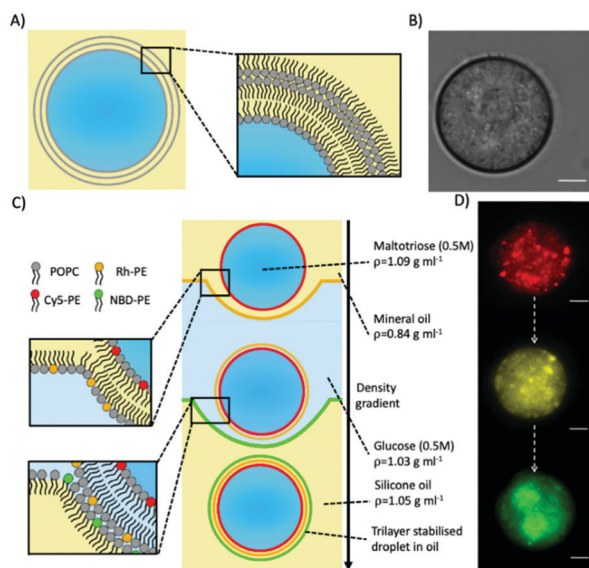 A)
B)
C)
D)
POPC
Rh-PE
Cy5-PE
NBD-PE
Maltotriose (0.5M)
ρ=1.09 g ml⁻¹
Mineral oil
ρ=0.84 g ml⁻¹
Density
gradient
Glucose (0.5M)
ρ=1.03 g ml⁻¹
Silicone oil
ρ=1.05 g ml⁻¹
Trilayer stabilised
droplet in oil